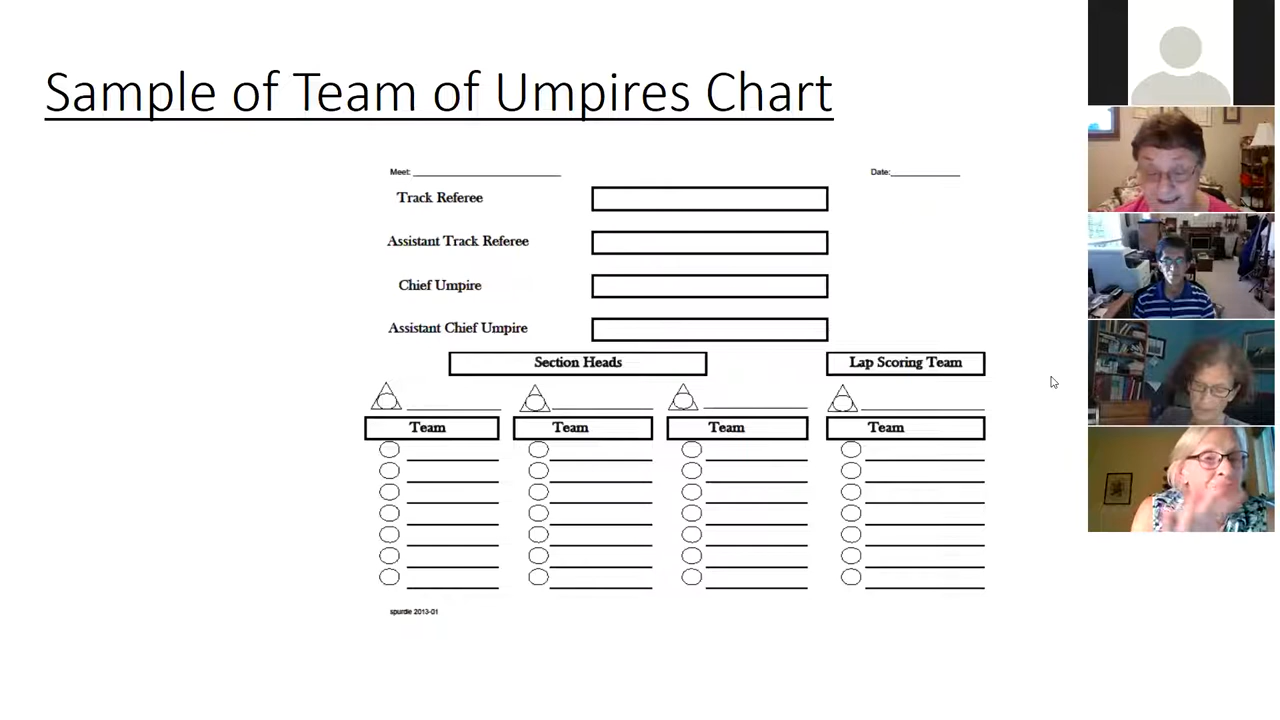 Sample of Team of Umpires Chart
Meet: Date:
Track Referee
Assistant Track Referee
Chief Umpire
Assistant Chief Umpire
Section Heads Lap Scoring Team
Team Team Team Team
spurdle 2013-01